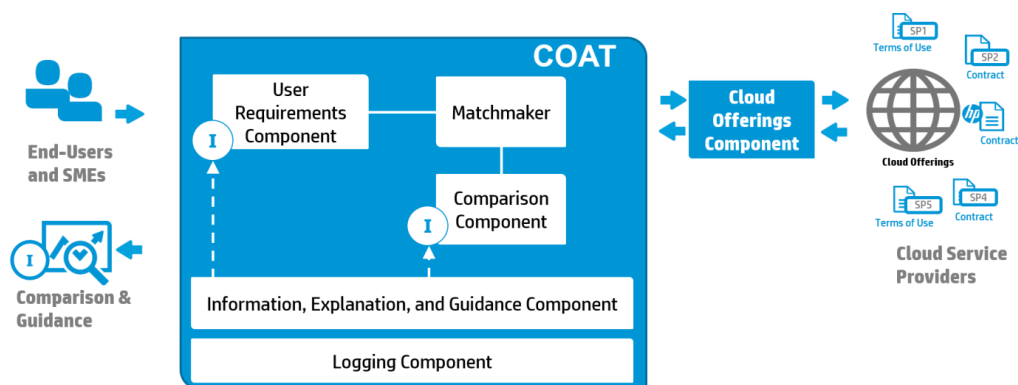 COAT
User
Requirements
Component
Matchmaker
I
Comparison
Component
I
Information, Explanation, and Guidance Component
Logging Component
End-Users
and SMEs
I
Comparison &
Guidance
Cloud
Offerings
Component
SP1
Terms of Use
SP2
Contract
hp
Contract
Cloud Offerings
SP5
Terms of Use
SP4
Contract
Cloud Service
Providers